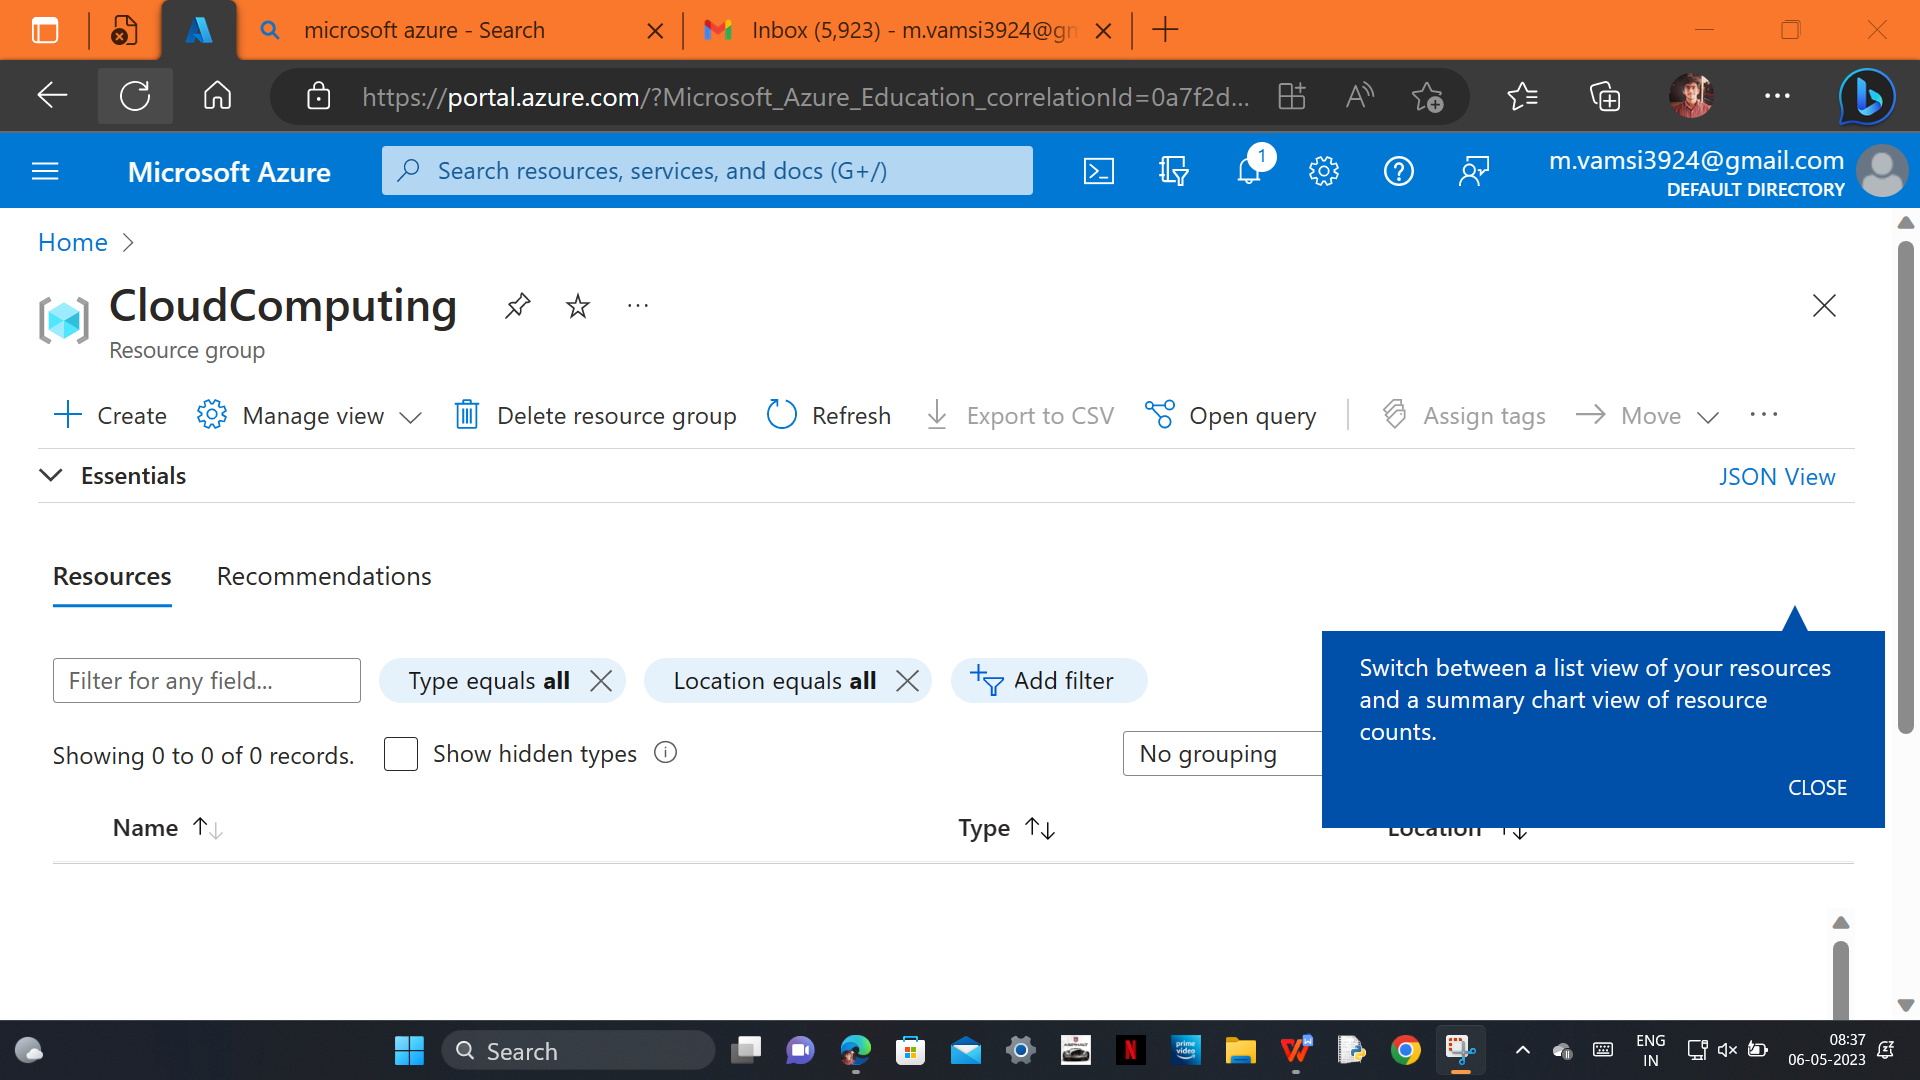 microsoft azure - Search
Inbox (5,923) - m.vamsi3924@gm
https://portal.azure.com/?Microsoft_Azure_Education_correlationId=0a7f2d...
Microsoft Azure
Search resources, services, and docs (G+/)
1
m.vamsi3924@gmail.com
DEFAULT DIRECTORY
Home
CloudComputing
Resource group
Create
Manage view
Delete resource group
Refresh
Export to CSV
Open query
Assign tags
Move
Essentials
JSON View
Resources
Recommendations
Filter for any field...
Type equals all
Location equals all
Add filter
Switch between a list view of your resources
and a summary chart view of resource
counts.
CLOSE
Showing 0 to 0 of 0 records.
Show hidden types
No grouping
Name
Type
Location
Search
prime
video
ENG
IN
08:37
06-05-2023